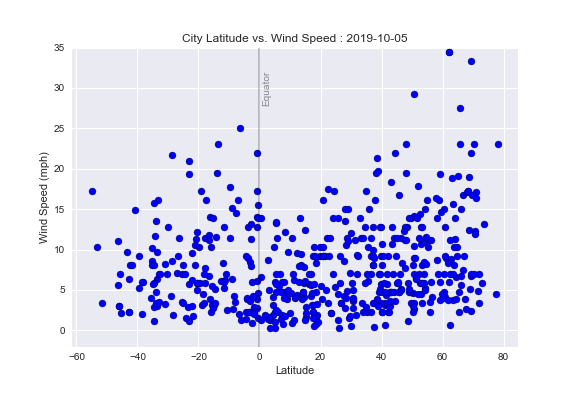 City Latitude vs. Wind Speed : 2019-10-05
35
30
25
20
15
10
5
0
Wind Speed (mph)
Equator
−60 −40 −20 0 20 40 60 80
Latitude